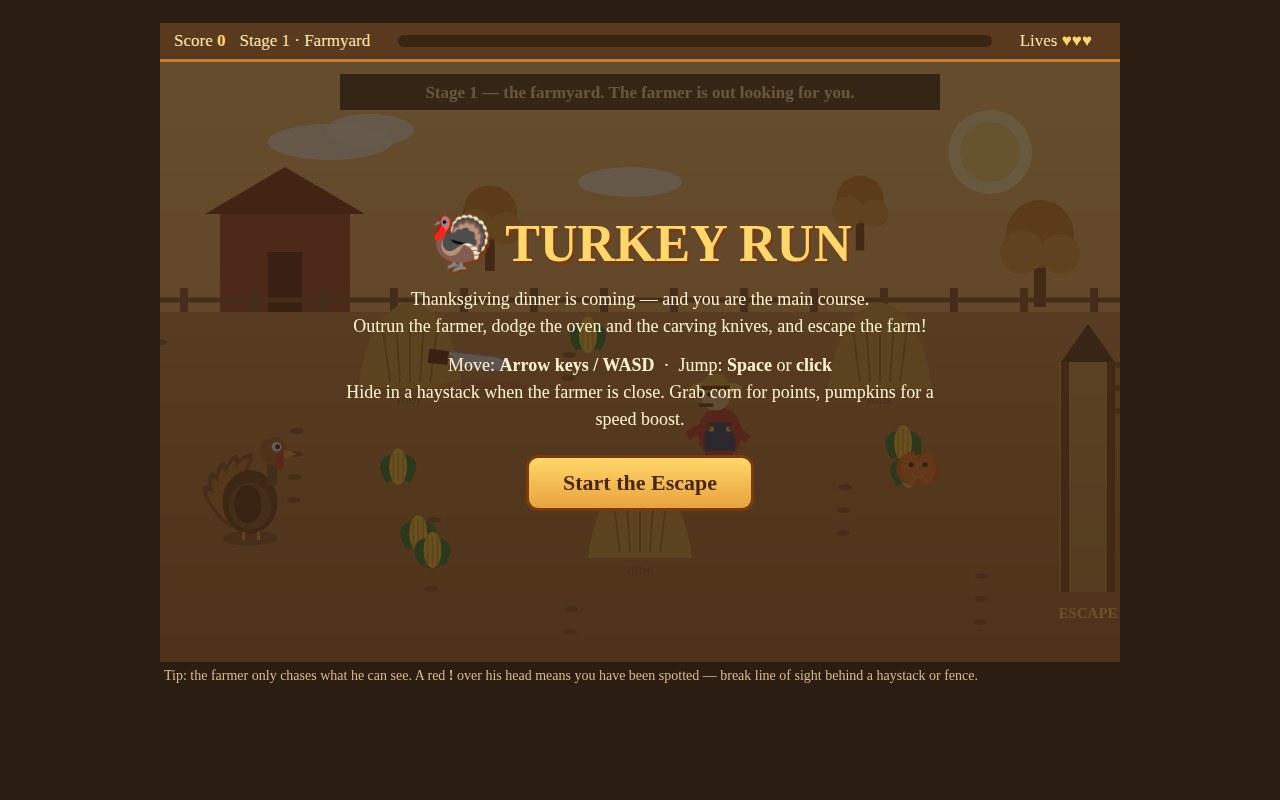 Score 0 Stage 1 · Farmyard Lives ♥♥♥
Stage 1 — the farmyard. The farmer is out looking for you.
TURKEY RUN
Thanksgiving dinner is coming — and you are the main course.
Outrun the farmer, dodge the oven and the carving knives, and escape the farm!
Move: Arrow keys / WASD · Jump: Space or click
Hide in a haystack when the farmer is close. Grab corn for points, pumpkins for a
speed boost.
Start the Escape
hide
ESCAPE
Tip: the farmer only chases what he can see. A red ! over his head means you have been spotted — break line of sight behind a haystack or fence.